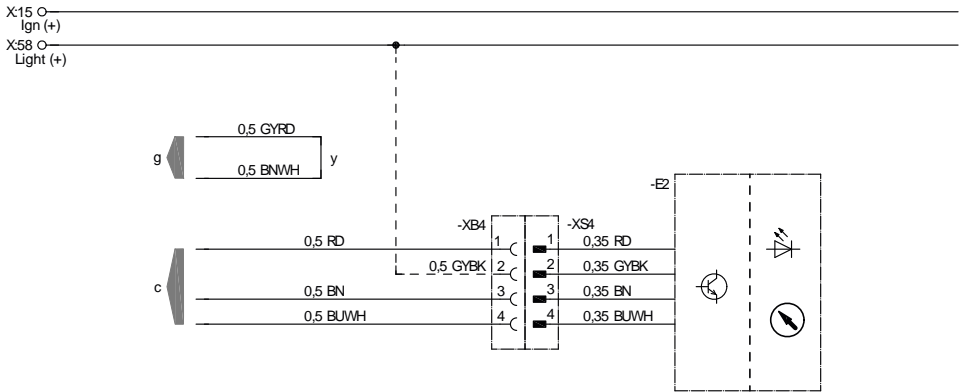 X:15
Ign (+)
X:58
Light (+)
0,5 GYRD
g
y
0,5 BNWH
-E2
-XB4
-XS4
0,5 RD
1
1
0,35 RD
0,5 GYBK
2
2
0,35 GYBK
c
0,5 BN
3
3
0,35 BN
0,5 BUWH
4
4
0,35 BUWH